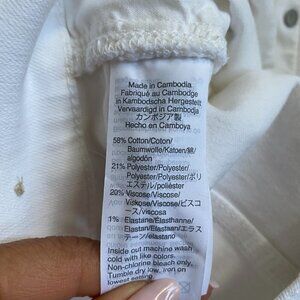 Made in Cambodia
Fabriqué au Cambodge
In Kambodscha Hergestellt
Vervaardigd in Cambodja
カンボジア製
Hecho en Camboya
58% Cotton/Coton/
Baumwolle/Katoen/綿/
algodón
21% Polyester/Polyester/
Polyester/Polyester/ポリ
エステル/poliéster
20% Viscose/Viscose/
Viskose/Viscose/ビスコ
ース/viscosa
1% Elastane/Élasthanne/
Elastan/Elastaan/エラス
テーン/elastano
Inside out machine wash
cold with like colors.
Non-chlorine bleach only.
Tumble dry low. Iron on
lowest setting.